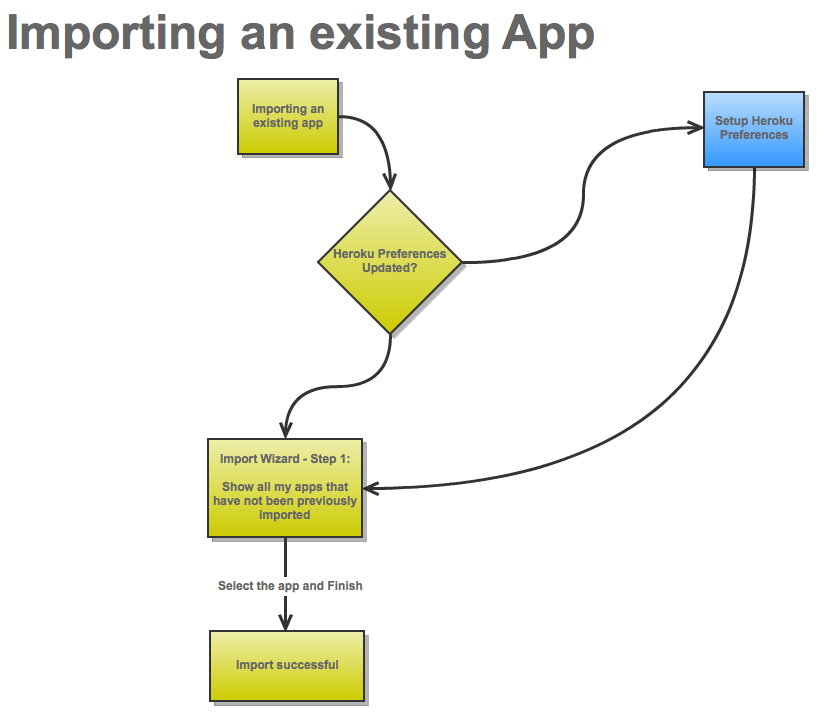 Importing an existing App
Importing an
existing app
Setup Heroku
Preferences
Heroku Preferences
Updated?
Import Wizard - Step 1:
Show all my apps that
have not been previously
imported
Select the app and Finish
Import successful